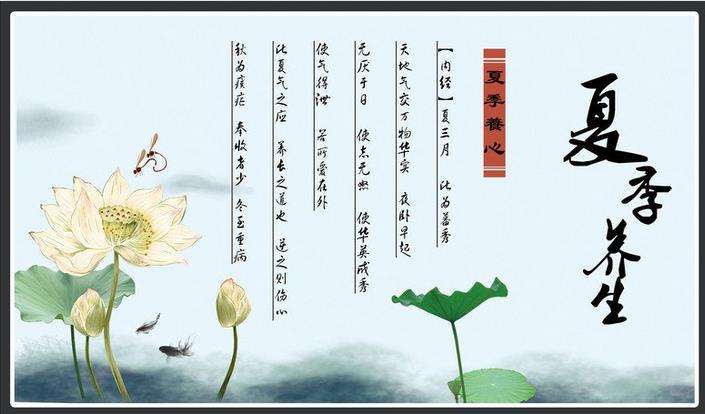 夏季养生
夏季養心
【内经】夏三月 此为蕃秀
天地气交 万物华实 夜卧早起
无厌于日 使志无怒 使华英成秀
使气得泄 若所爱在外
此夏气之应 养长之道也 逆之则伤心
秋为痎疟 奉收者少 冬至重病